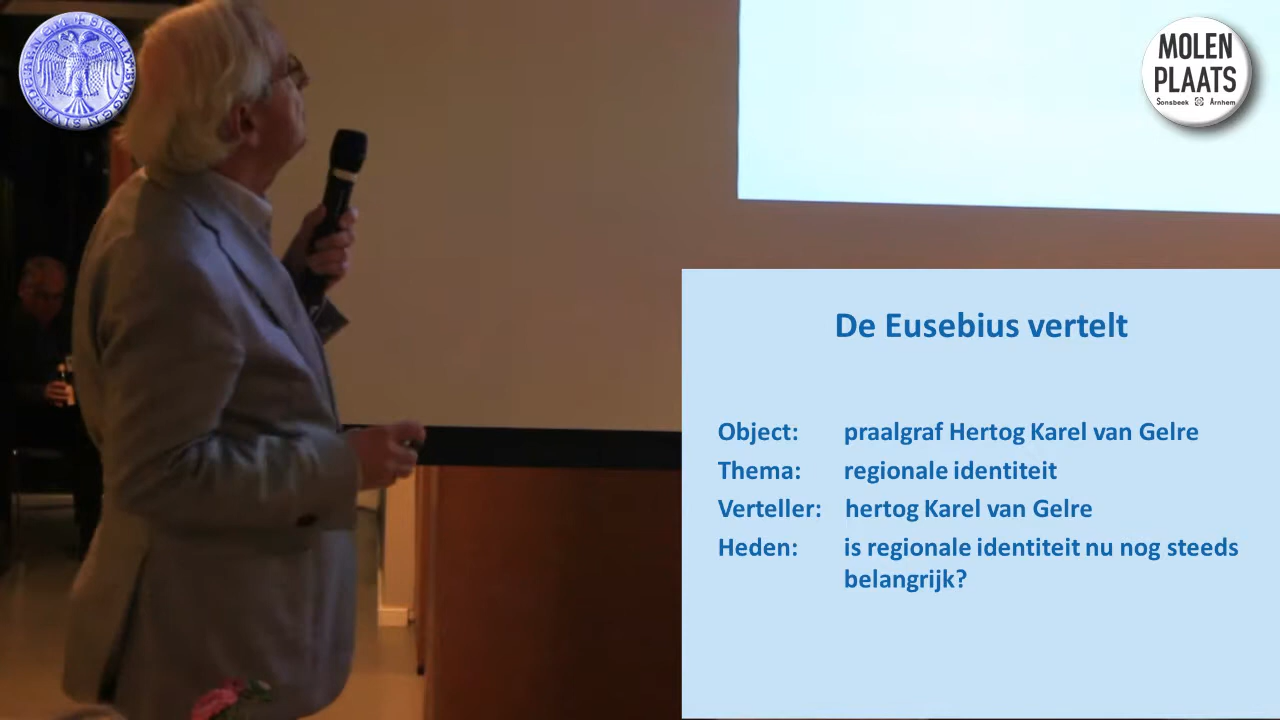 MOLEN
PLAATS
Sonsbeek Arnhem
De Eusebius vertelt
Object: praalgraf Hertog Karel van Gelre
Thema: regionale identiteit
Verteller: hertog Karel van Gelre
Heden: is regionale identiteit nu nog steeds
belangrijk?